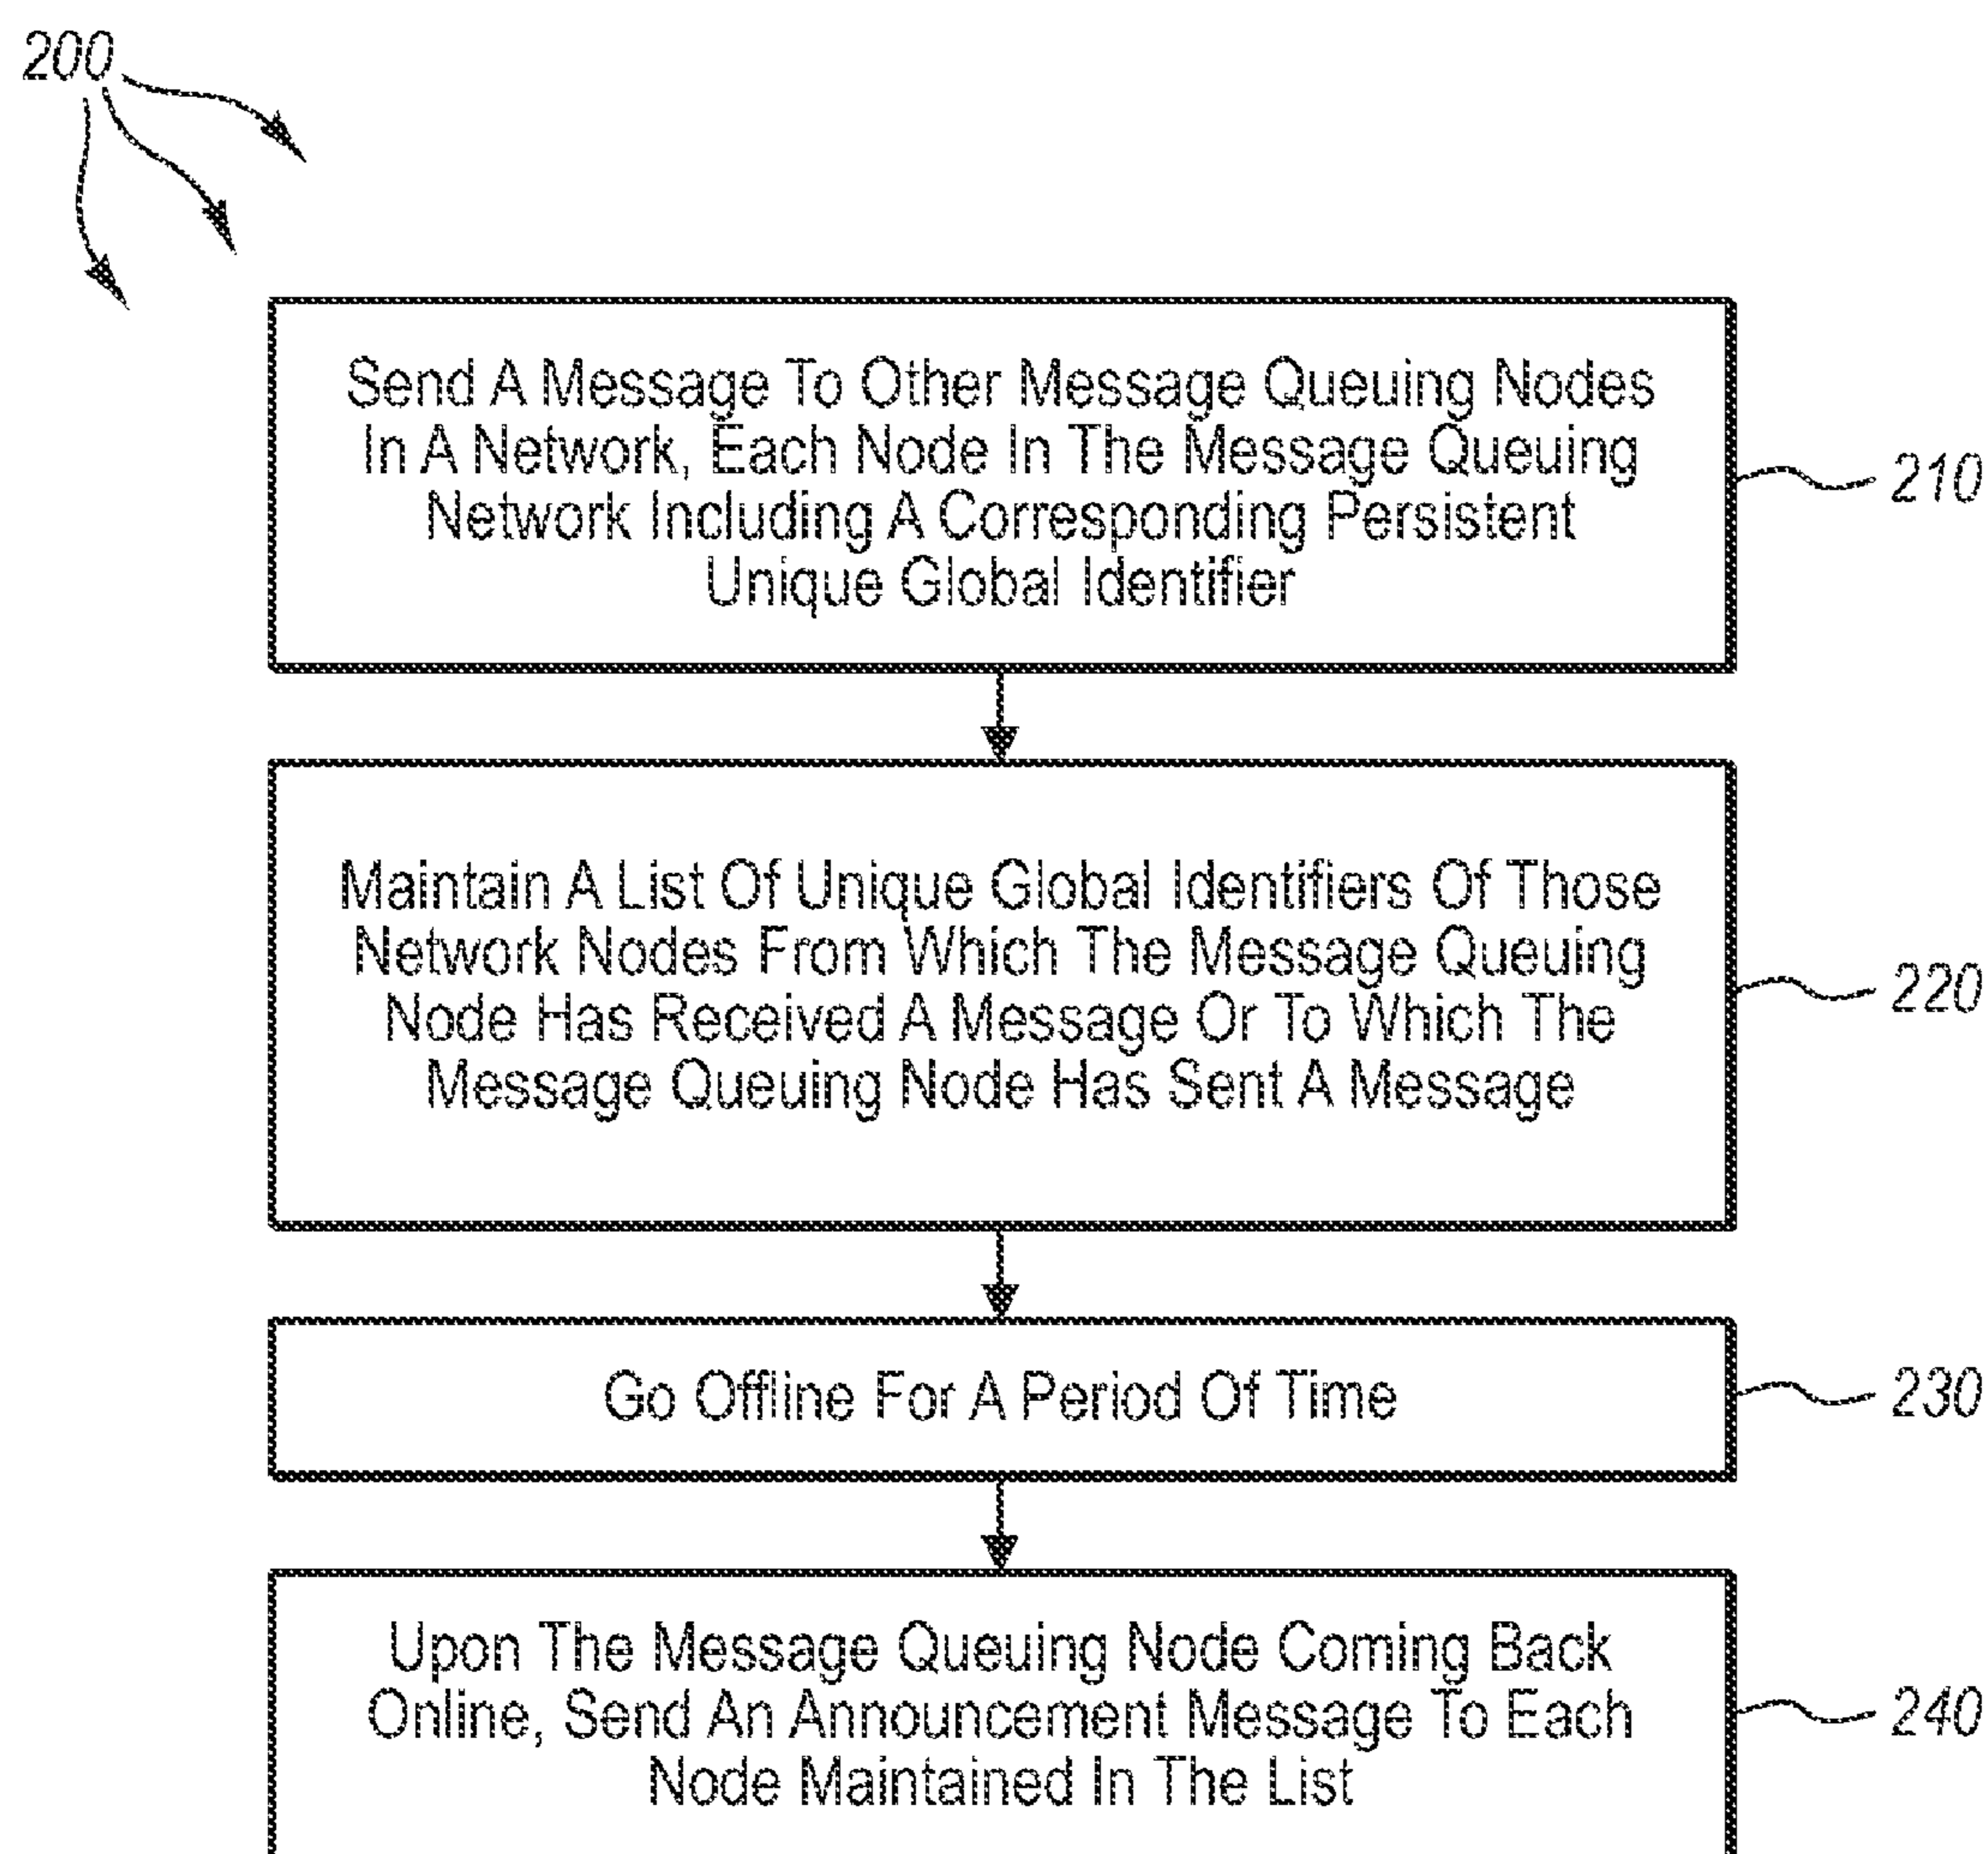 200
Send A Message To Other Message Queuing Nodes
In A Network, Each Node In The Message Queuing
Network Including A Corresponding Persistent
Unique Global Identifier
210
Maintain A List Of Unique Global Identifiers Of Those
Network Nodes From Which The Message Queuing
Node Has Received A Message Or To Which The
Message Queuing Node Has Sent A Message
220
Go Offline For A Period Of Time
230
Upon The Message Queuing Node Coming Back
Online, Send An Announcement Message To Each
Node Maintained In The List
240